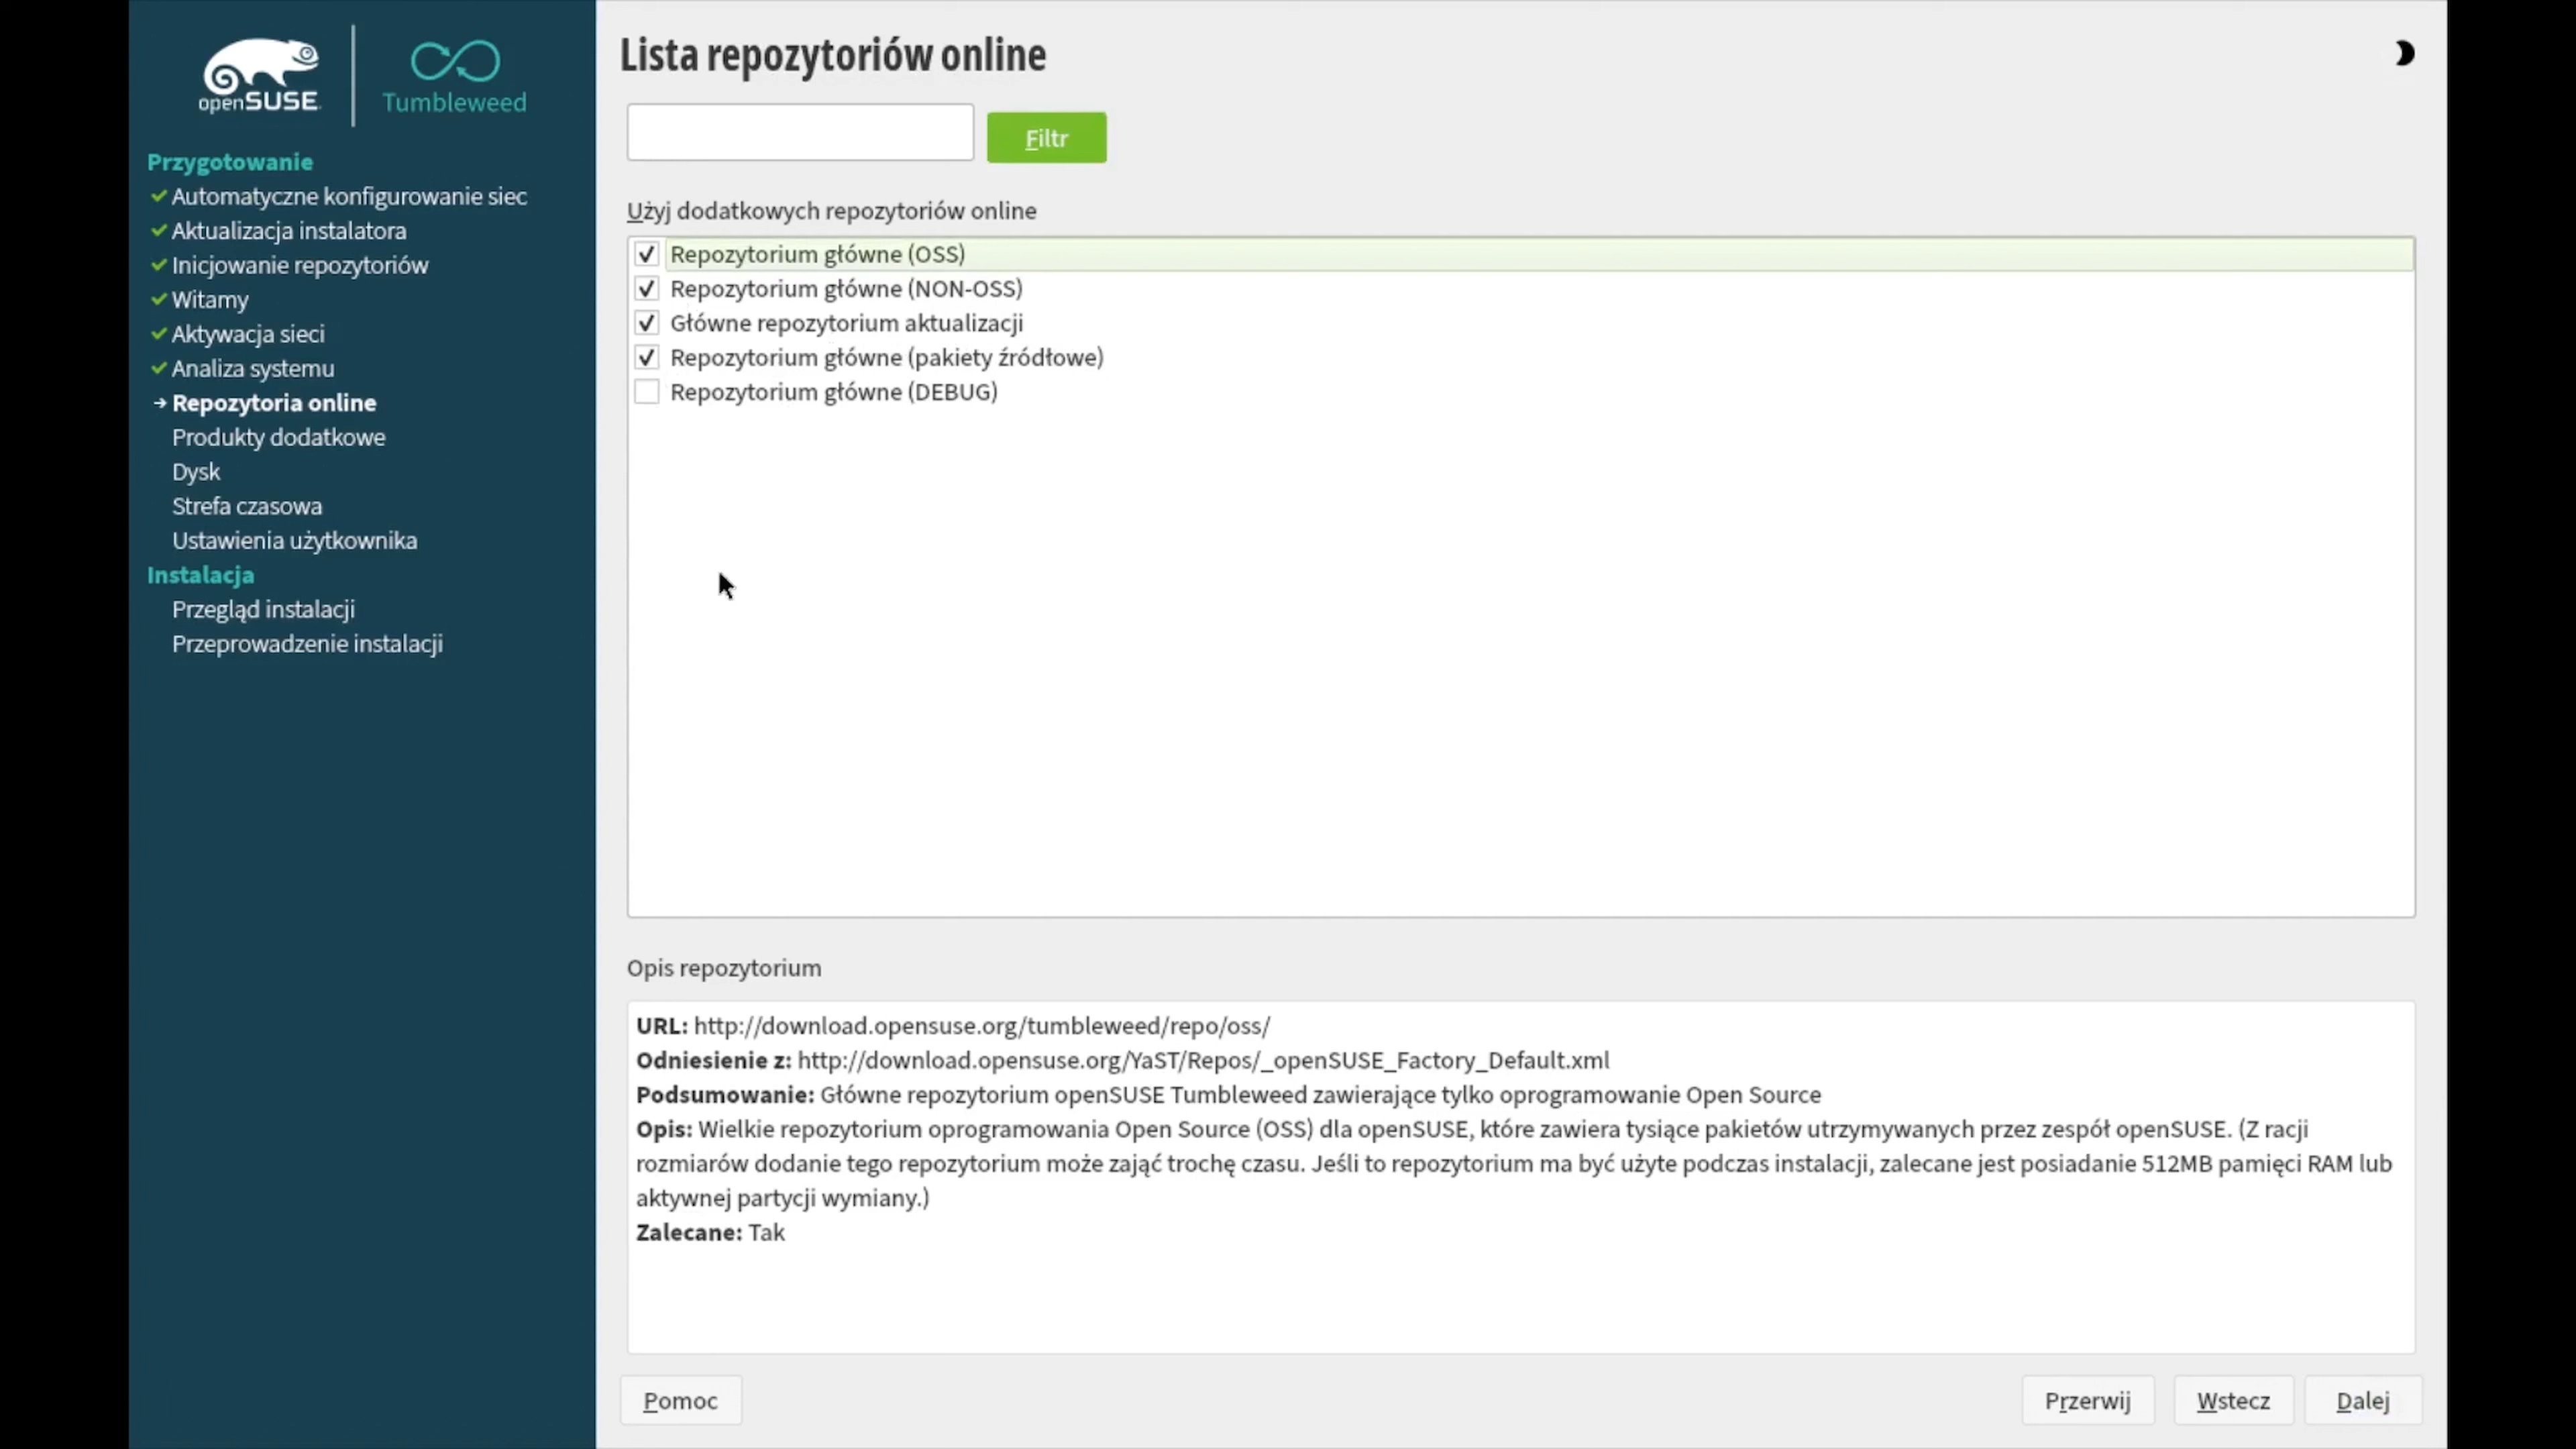 openSUSE
Tumbleweed
Przygotowanie
Automatyczne konfigurowanie siec
Aktualizacja instalatora
Inicjowanie repozytoriów
Witamy
Aktywacja sieci
Analiza systemu
Repozytoria online
Produkty dodatkowe
Dysk
Strefa czasowa
Ustawienia użytkownika
Instalacja
Przegląd instalacji
Przeprowadzenie instalacji
Lista repozytoriów online
Filtr
Użyj dodatkowych repozytoriów online
Repozytorium główne (OSS)
Repozytorium główne (NON-OSS)
Główne repozytorium aktualizacji
Repozytorium główne (pakiety źródłowe)
Repozytorium główne (DEBUG)
Opis repozytorium
URL: http://download.opensuse.org/tumbleweed/repo/oss/
Odniesienie z: http://download.opensuse.org/YaST/Repos/_openSUSE_Factory_Default.xml
Podsumowanie: Główne repozytorium openSUSE Tumbleweed zawierające tylko oprogramowanie Open Source
Opis: Wielkie repozytorium oprogramowania Open Source (OSS) dla openSUSE, które zawiera tysiące pakietów utrzymywanych przez zespół openSUSE. (Z racji
rozmiarów dodanie tego repozytorium może zająć trochę czasu. Jeśli to repozytorium ma być użyte podczas instalacji, zalecane jest posiadanie 512MB pamięci RAM lub
aktywnej partycji wymiany.)
Zalecane: Tak
Pomoc
Przerwij
Wstecz
Dalej